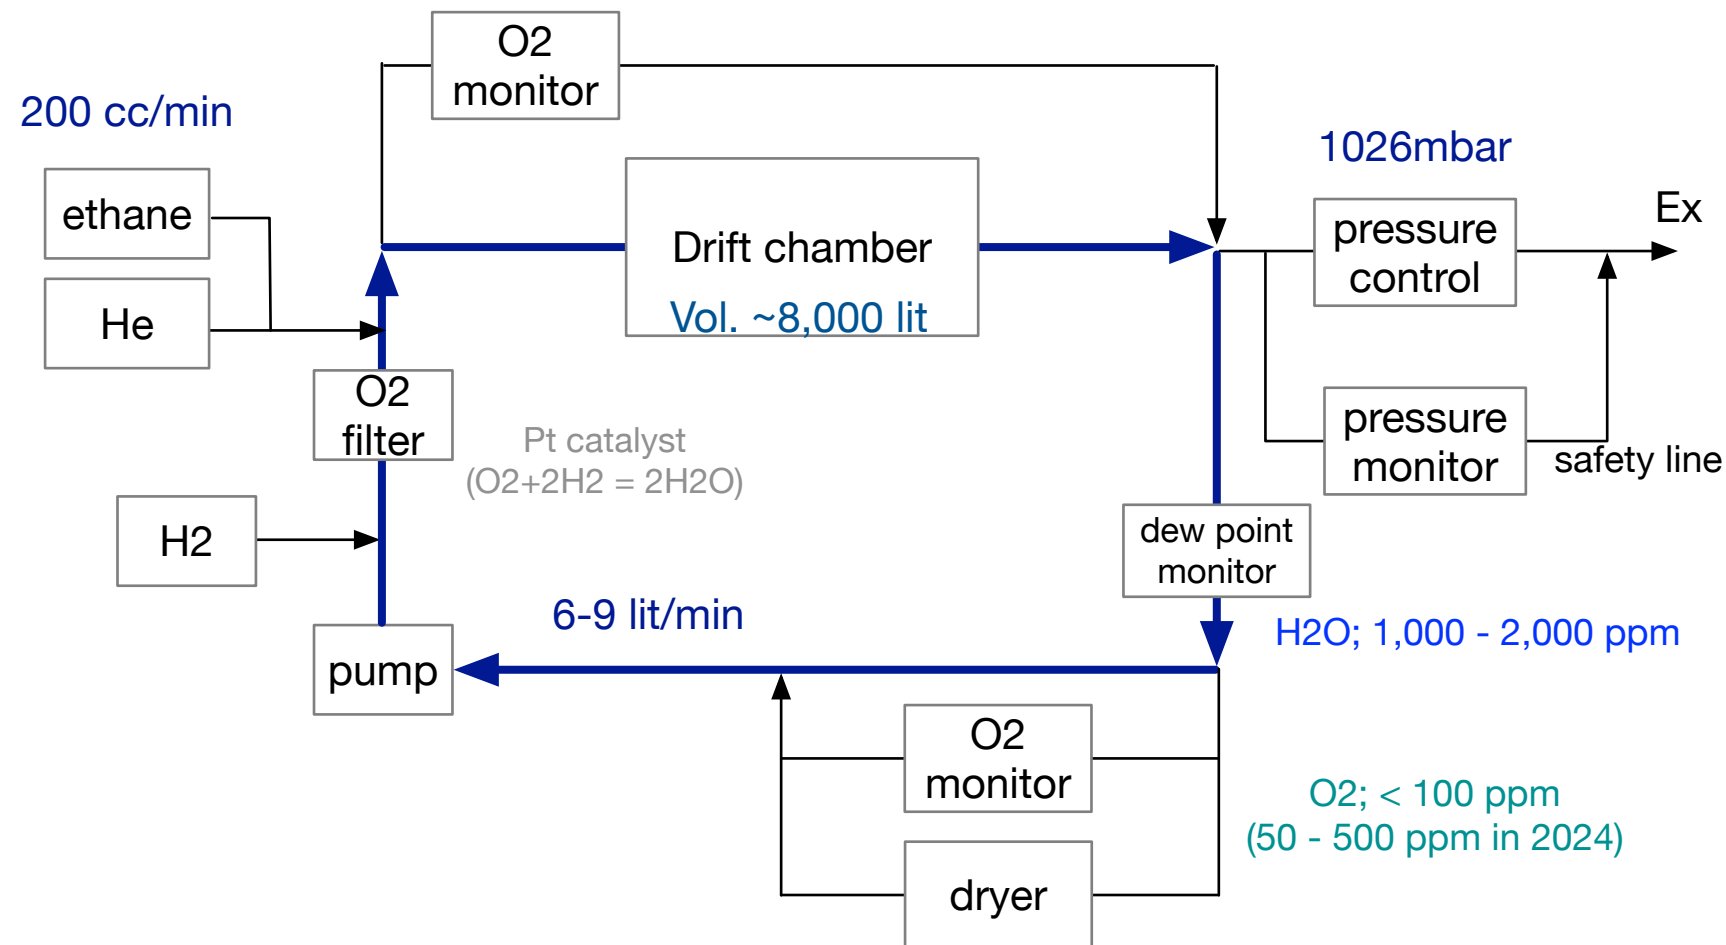 O2
monitor
200 cc/min
ethane
He
Drift chamber
Vol. ~8,000 lit
1026mbar
pressure
control
Ex
O2
filter
Pt catalyst
(O2+2H2 = 2H2O)
pressure
monitor
safety line
H2
dew point
monitor
6-9 lit/min
H2O; 1,000 - 2,000 ppm
pump
O2
monitor
O2; < 100 ppm
(50 - 500 ppm in 2024)
dryer